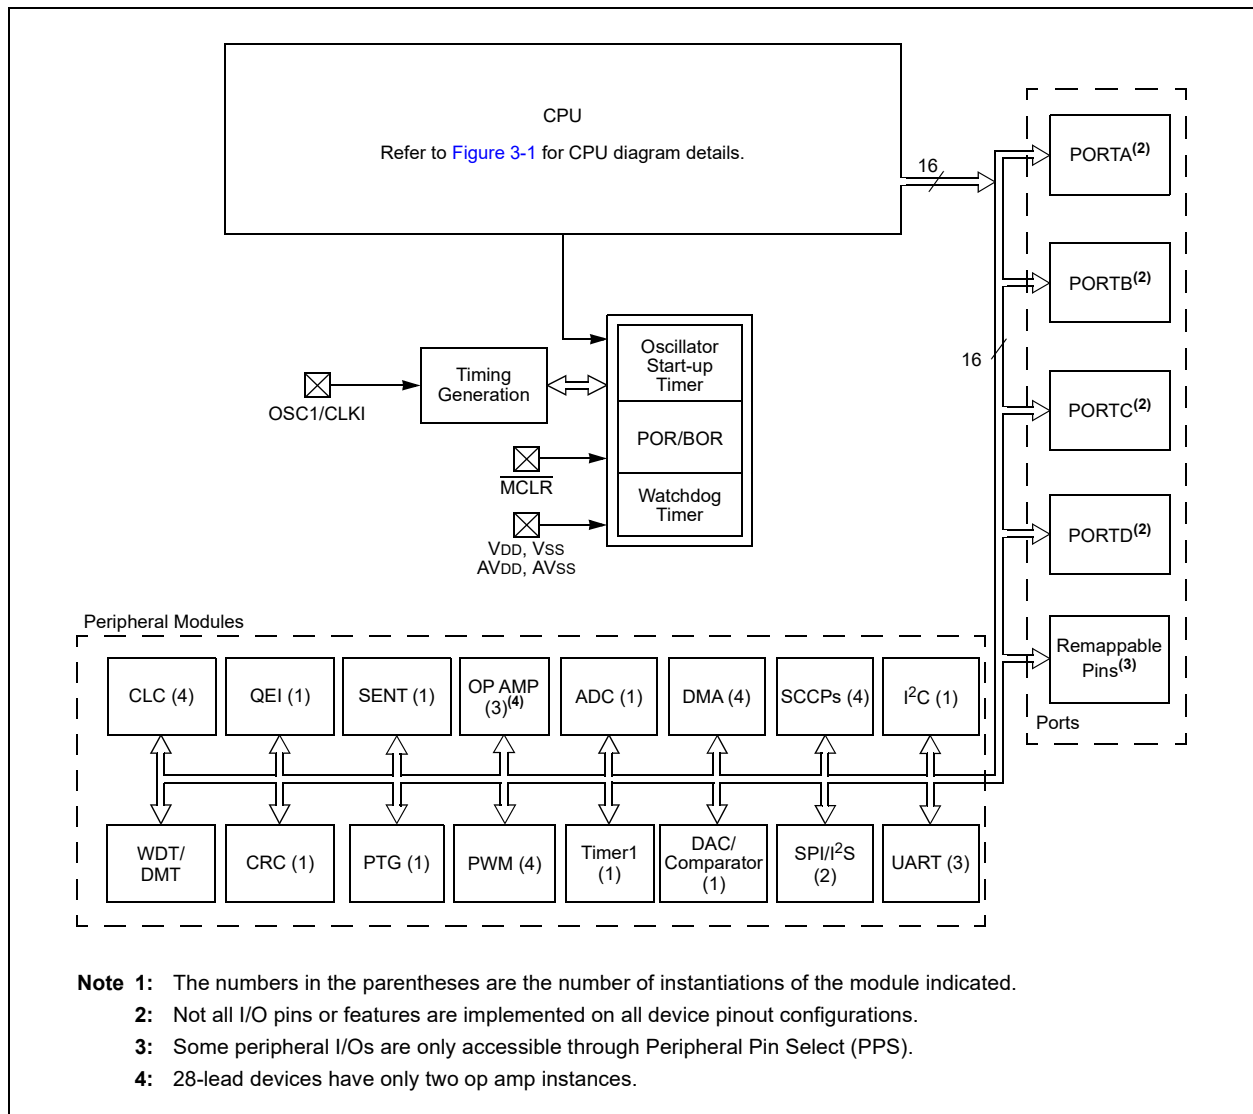 CPU
Refer to Figure 3-1 for CPU diagram details.
16
PORTA(2)
PORTB(2)
16
PORTC(2)
PORTD(2)
Remappable
Pins(3)
Ports
Oscillator
Start-up
Timer
Timing
Generation
OSC1/CLKI
POR/BOR
MCLR
Watchdog
Timer
VDD, VSS
AVDD, AVSS
Peripheral Modules
CLC (4)
QEI (1)
SENT (1)
OP AMP
(3)(4)
ADC (1)
DMA (4)
SCCPs (4)
I2C (1)
WDT/
DMT
CRC (1)
PTG (1)
PWM (4)
Timer1
(1)
DAC/
Comparator
(1)
SPI/I2S
(2)
UART (3)
Note 1: The numbers in the parentheses are the number of instantiations of the module indicated.
2: Not all I/O pins or features are implemented on all device pinout configurations.
3: Some peripheral I/Os are only accessible through Peripheral Pin Select (PPS).
4: 28-lead devices have only two op amp instances.